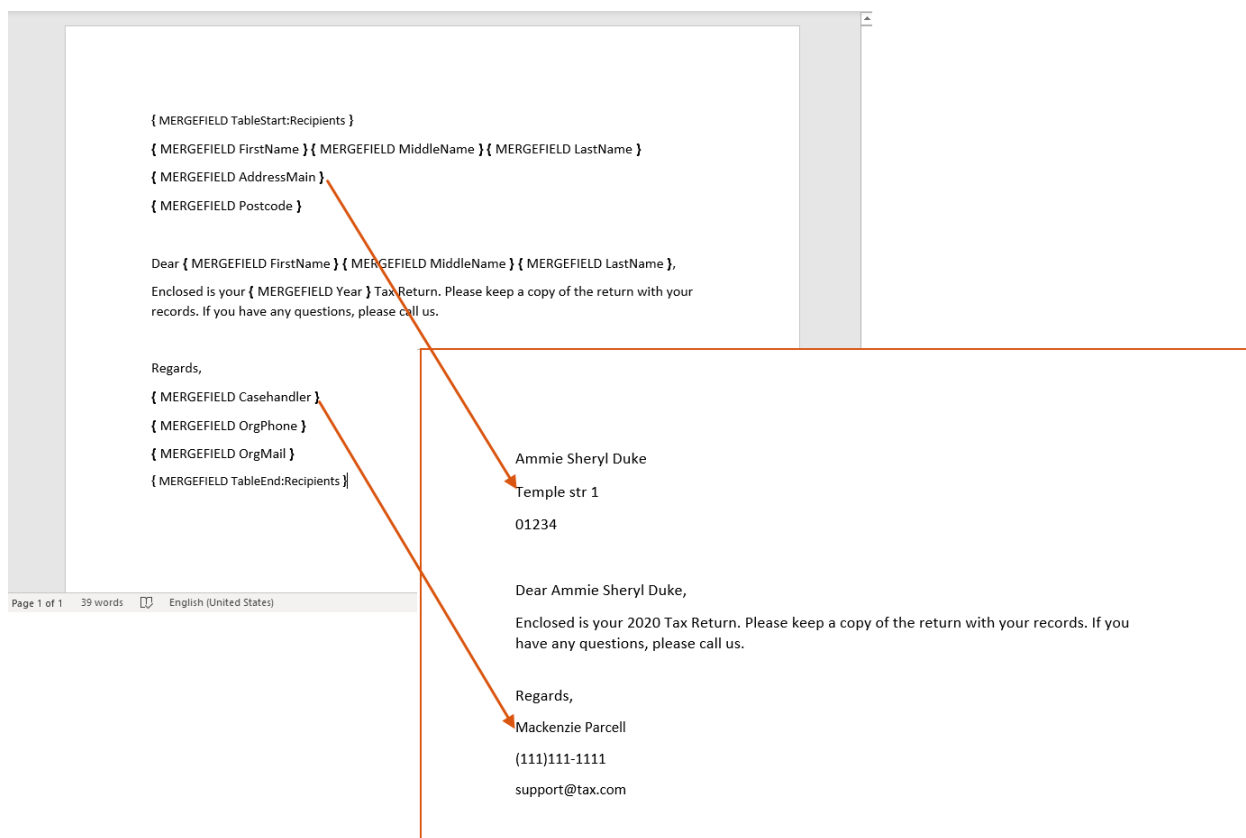 { MERGEFIELD TableStart:Recipients }
{ MERGEFIELD FirstName } { MERGEFIELD MiddleName } { MERGEFIELD LastName }
{ MERGEFIELD AddressMain }
{ MERGEFIELD Postcode }
Dear { MERGEFIELD FirstName } { MERGEFIELD MiddleName } { MERGEFIELD LastName },
Enclosed is your { MERGEFIELD Year } Tax Return. Please keep a copy of the return with your
records. If you have any questions, please call us.
Regards,
{ MERGEFIELD Casehandler }
{ MERGEFIELD OrgPhone }
{ MERGEFIELD OrgMail }
{ MERGEFIELD TableEnd:Recipients }
Page 1 of 1 39 words English (United States)
Ammie Sheryl Duke
Temple str 1
01234
Dear Ammie Sheryl Duke,
Enclosed is your 2020 Tax Return. Please keep a copy of the return with your records. If you
have any questions, please call us.
Regards,
Mackenzie Parcell
(111)111-1111
support@tax.com